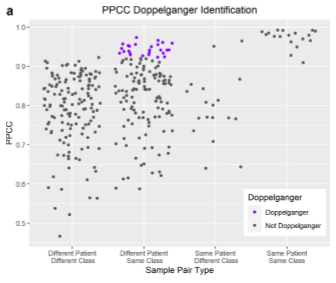 a
PPCC Doppelganger Identification
1.0
0.9
0.8
0.7
0.6
0.5
PPCC
Doppelganger
Doppelganger
Not Doppelganger
Different Patient
Different Class
Different Patient
Same Class
Same Patient
Different Class
Same Patient
Same Class
Sample Pair Type